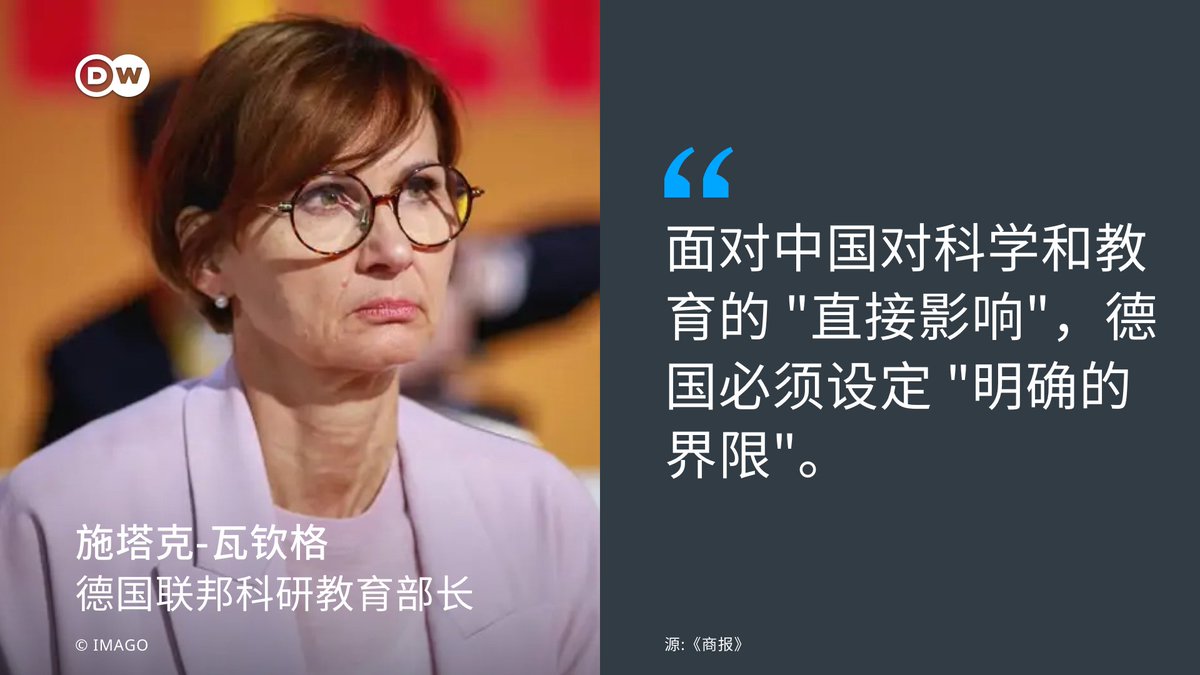 DW
施塔克-瓦钦格
德国联邦科研教育部长
© IMAGO
“
面对中国对科学和教
育的 "直接影响"，德
国必须设定 "明确的
界限"。
源:《商报》